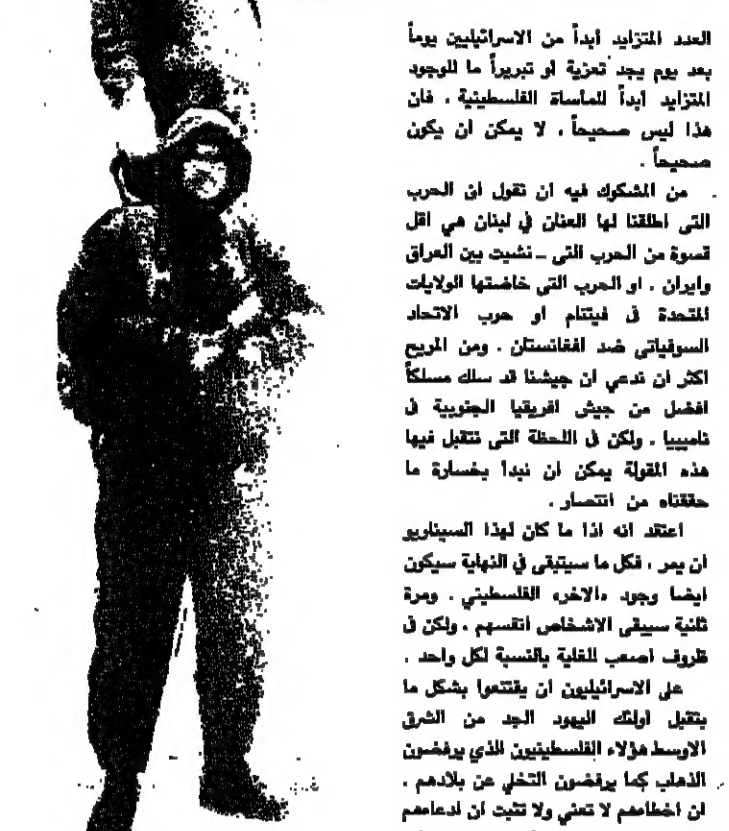 العدد المتزايد أبداً من الاسرائيليين يوماً
بعد يوم يجد تعزية أو تبريراً ما للوجود
المتزايد أبداً للمأساة الفلسطينية ، فان
هذا ليس صحيحاً ، لا يمكن ان يكون
صحيحاً .
من المشكوك فيه ان نقول ان الحرب
التي اطلقنا لها العنان في لبنان هي اقل
قسوة من الحرب التي ـ نشبت بين العراق
وايران ، او الحرب التي خاضتها الولايات
المتحدة في فيتنام او حرب الاتحاد
السوفياتي ضد افغانستان . ومن المريح
اكثر ان ندعي ان جيشنا قد سلك مسلكاً
افضل من جيش افريقيا الجنوبية في
ناميبيا . ولكن في اللحظة التي نتقبل فيها
هذه المقولة يمكن ان نبدأ بخسارة ما
حققناه من انتصار .
اعتقد انه اذا ما كان لهذا السيناريو
ان يمر ، فكل ما سيتبقى في النهاية سيكون
ايضا وجود «الاخر» الفلسطيني . ومرة
ثانية سيبقى الاشخاص أنفسهم ، ولكن في
ظروف اصعب للغاية بالنسبة لكل واحد .
على الاسرائيليون ان يقتنعوا بشكل ما
بتقبل اولئك اليهود الجد من الشرق
الاوسط هؤلاء الفلسطينيون الذي يرفضون
الذهاب كما يرفضون التخلي عن بلادهم .
ان اخطاءهم لا تعني ولا تثبت ان ادعاءهم